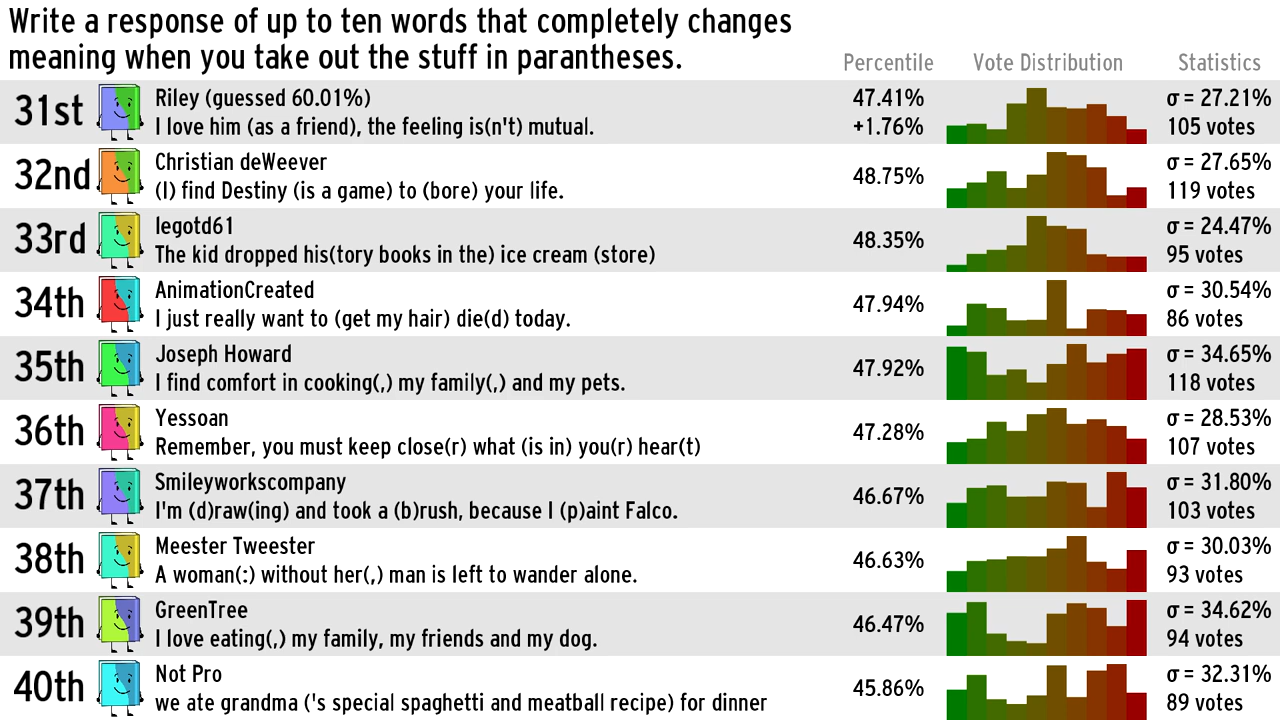 Write a response of up to ten words that completely changes
meaning when you take out the stuff in parantheses.
Percentile Vote Distribution Statistics
31st Riley (guessed 60.01%) 47.41% σ = 27.21%
I love him (as a friend), the feeling is(n't) mutual. +1.76% 105 votes
32nd Christian deWeever 48.75% σ = 27.65%
(I) find Destiny (is a game) to (bore) your life. 119 votes
33rd legotd61 48.35% σ = 24.47%
The kid dropped his(tory books in the) ice cream (store) 95 votes
34th AnimationCreated 47.94% σ = 30.54%
I just really want to (get my hair) die(d) today. 86 votes
35th Joseph Howard 47.92% σ = 34.65%
I find comfort in cooking(,) my family(,) and my pets. 118 votes
36th Yessoan 47.28% σ = 28.53%
Remember, you must keep close(r) what (is in) you(r) hear(t) 107 votes
37th Smileyworkscompany 46.67% σ = 31.80%
I'm (d)raw(ing) and took a (b)rush, because I (p)aint Falco. 103 votes
38th Meester Tweester 46.63% σ = 30.03%
A woman(:) without her(,) man is left to wander alone. 93 votes
39th GreenTree 46.47% σ = 34.62%
I love eating(,) my family, my friends and my dog. 94 votes
40th Not Pro 45.86% σ = 32.31%
we ate grandma ('s special spaghetti and meatball recipe) for dinner 89 votes